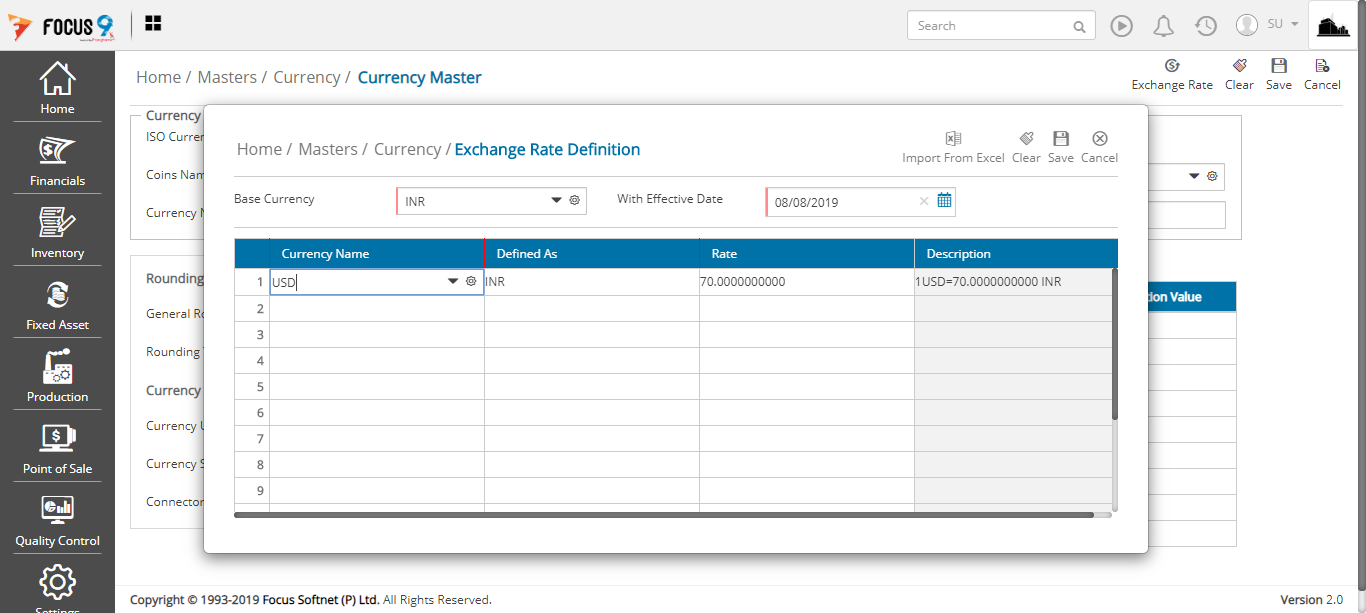 FOCUS 9
Search
SU
Home
Financials
Inventory
Fixed Asset
Production
Point of Sale
Quality Control
Settings
Home / Masters / Currency / Currency Master
Exchange Rate Clear Save Cancel
Currency
ISO Curren
Coins Nam
Currency N
Rounding
General Ro
Rounding
Currency
Currency U
Currency S
Connector
ion Value
Home / Masters / Currency / Exchange Rate Definition
Import From Excel Clear Save Cancel
Base Currency INR With Effective Date 08/08/2019
Currency Name Defined As Rate Description
1 USD INR 70.0000000000 1USD=70.0000000000 INR
2
3
4
5
6
7
8
9
Copyright © 1993-2019 Focus Softnet (P) Ltd. All Rights Reserved. Version 2.0